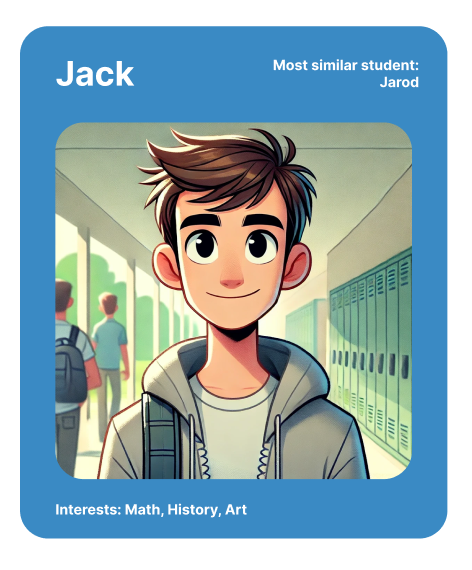 Jack
Most similar student:
Jarod
Interests: Math, History, Art